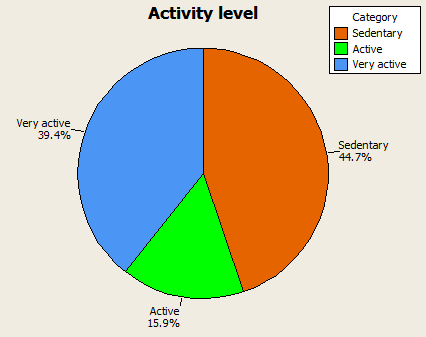 Activity level
Category
Sedentary
Active
Very active
Very active
39.4%
Sedentary
44.7%
Active
15.9%